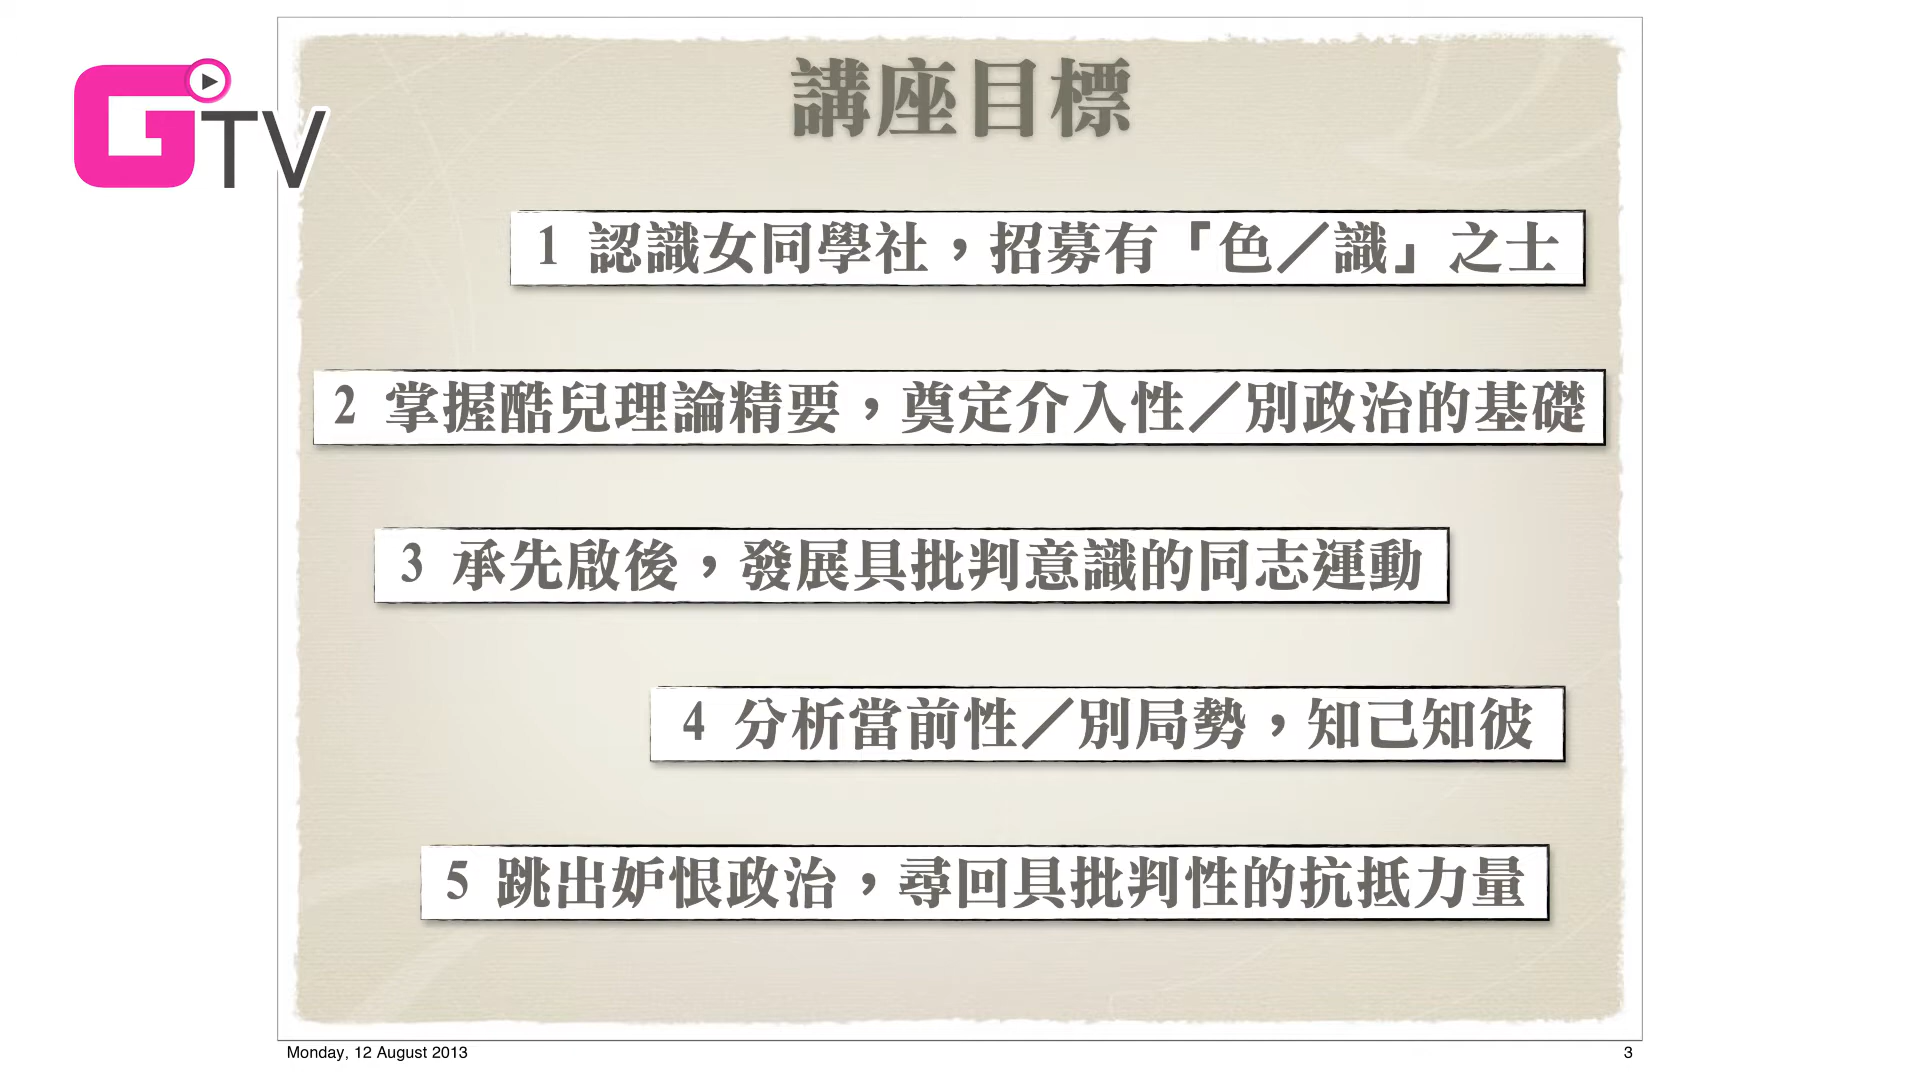 GTV
講座目標
1 認識女同學社，招募有「色／識」之士
2 掌握酷兒理論精要，奠定介入性／別政治的基礎
3 承先啟後，發展具批判意識的同志運動
4 分析當前性／別局勢，知己知彼
5 跳出妒恨政治，尋回具批判性的抗抵力量
Monday, 12 August 2013
3